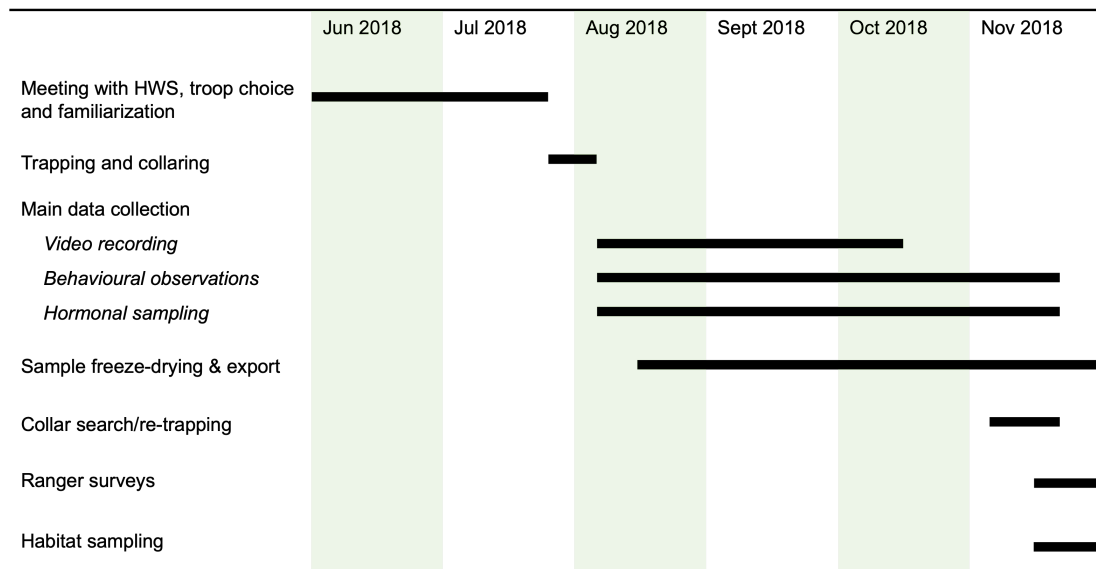 Jun 2018 Jul 2018 Aug 2018 Sept 2018 Oct 2018 Nov 2018
Meeting with HWS, troop choice
and familiarization
Trapping and collaring
Main data collection
Video recording
Behavioural observations
Hormonal sampling
Sample freeze-drying & export
Collar search/re-trapping
Ranger surveys
Habitat sampling